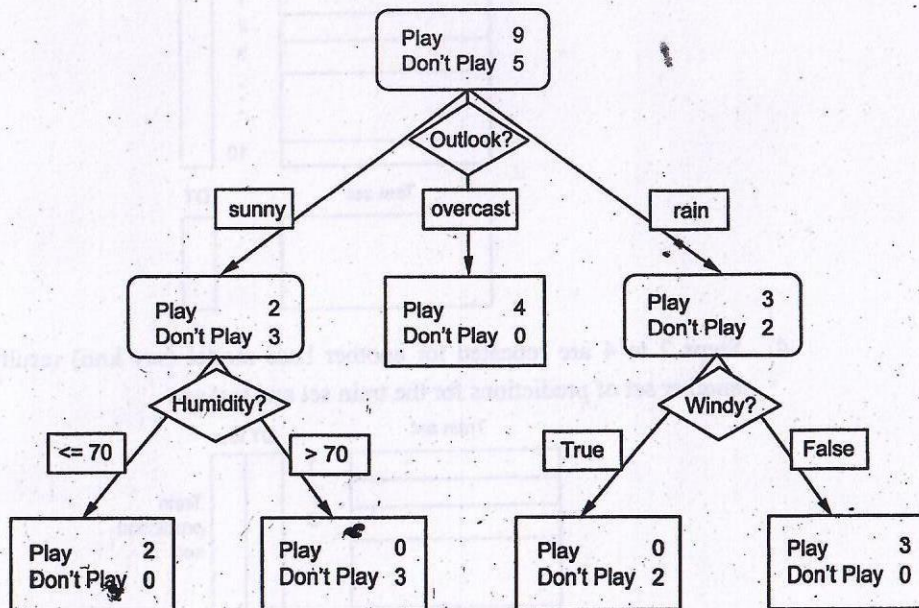 Play 9
Don't Play 5
Outlook?
sunny
overcast
rain
Play 2
Don't Play 3
Play 4
Don't Play 0
Play 3
Don't Play 2
Humidity?
Windy?
<= 70
> 70
True
False
Play 2
Don't Play 0
Play 0
Don't Play 3
Play 0
Don't Play 2
Play 3
Don't Play 0